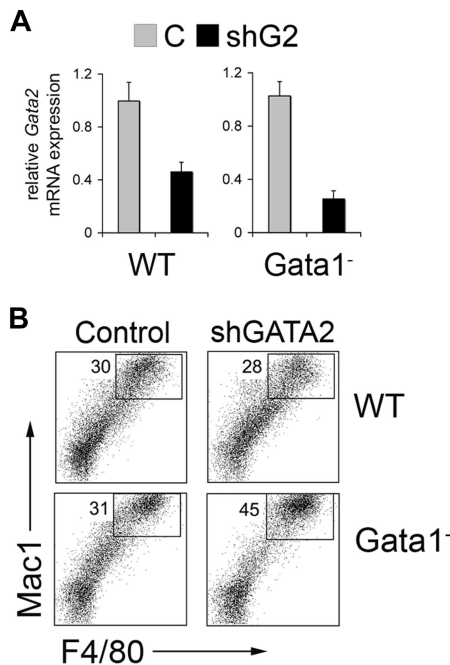 A
C shG2
relative Gata2
mRNA expression
1.2 1.2
0.8 0.8
0.4 0.4
0 0
WT Gata1⁻
B
Control shGATA2
30 28
WT
31 45
Gata1⁻
Mac1
F4/80